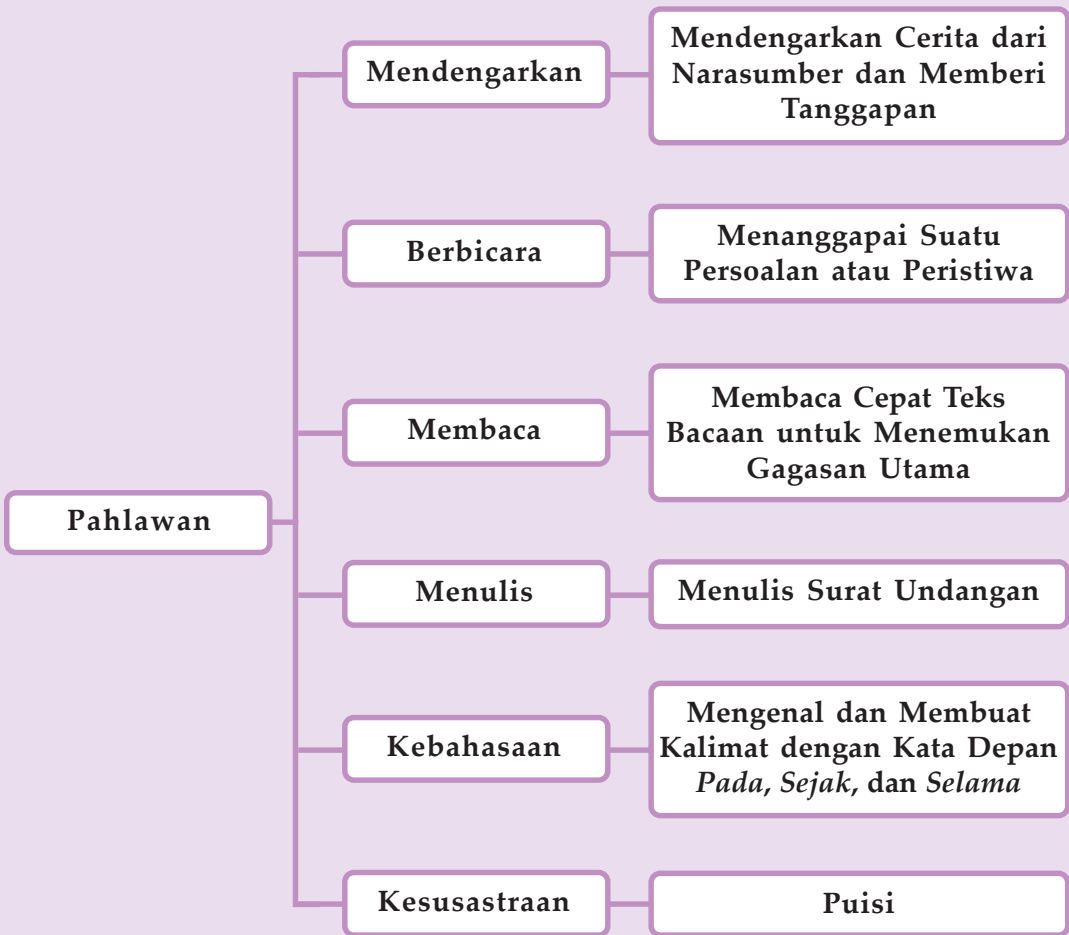 Pahlawan
Mendengarkan
Mendengarkan Cerita dari
Narasumber dan Memberi
Tanggapan
Berbicara
Menanggapai Suatu
Persoalan atau Peristiwa
Membaca
Membaca Cepat Teks
Bacaan untuk Menemukan
Gagasan Utama
Menulis
Menulis Surat Undangan
Kebahasaan
Mengenal dan Membuat
Kalimat dengan Kata Depan
Pada, Sejak, dan Selama
Kesusastraan
Puisi